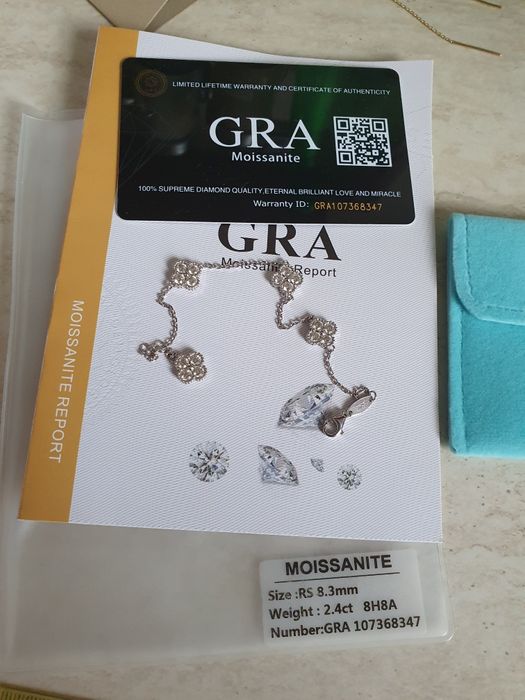 LIMITED LIFETIME WARRANTY AND CERTIFICATE OF AUTHENTICITY
GRA
Moissanite
100% SUPREME DIAMOND QUALITY,ETERNAL BRILLIANT LOVE AND MIRACLE
Warranty ID: GRA107368347
GRA
Moissanite Report
MOISSANITE REPORT
MOISSANITE
Size :RS 8.3mm
Weight : 2.4ct 8H8A
Number:GRA 107368347